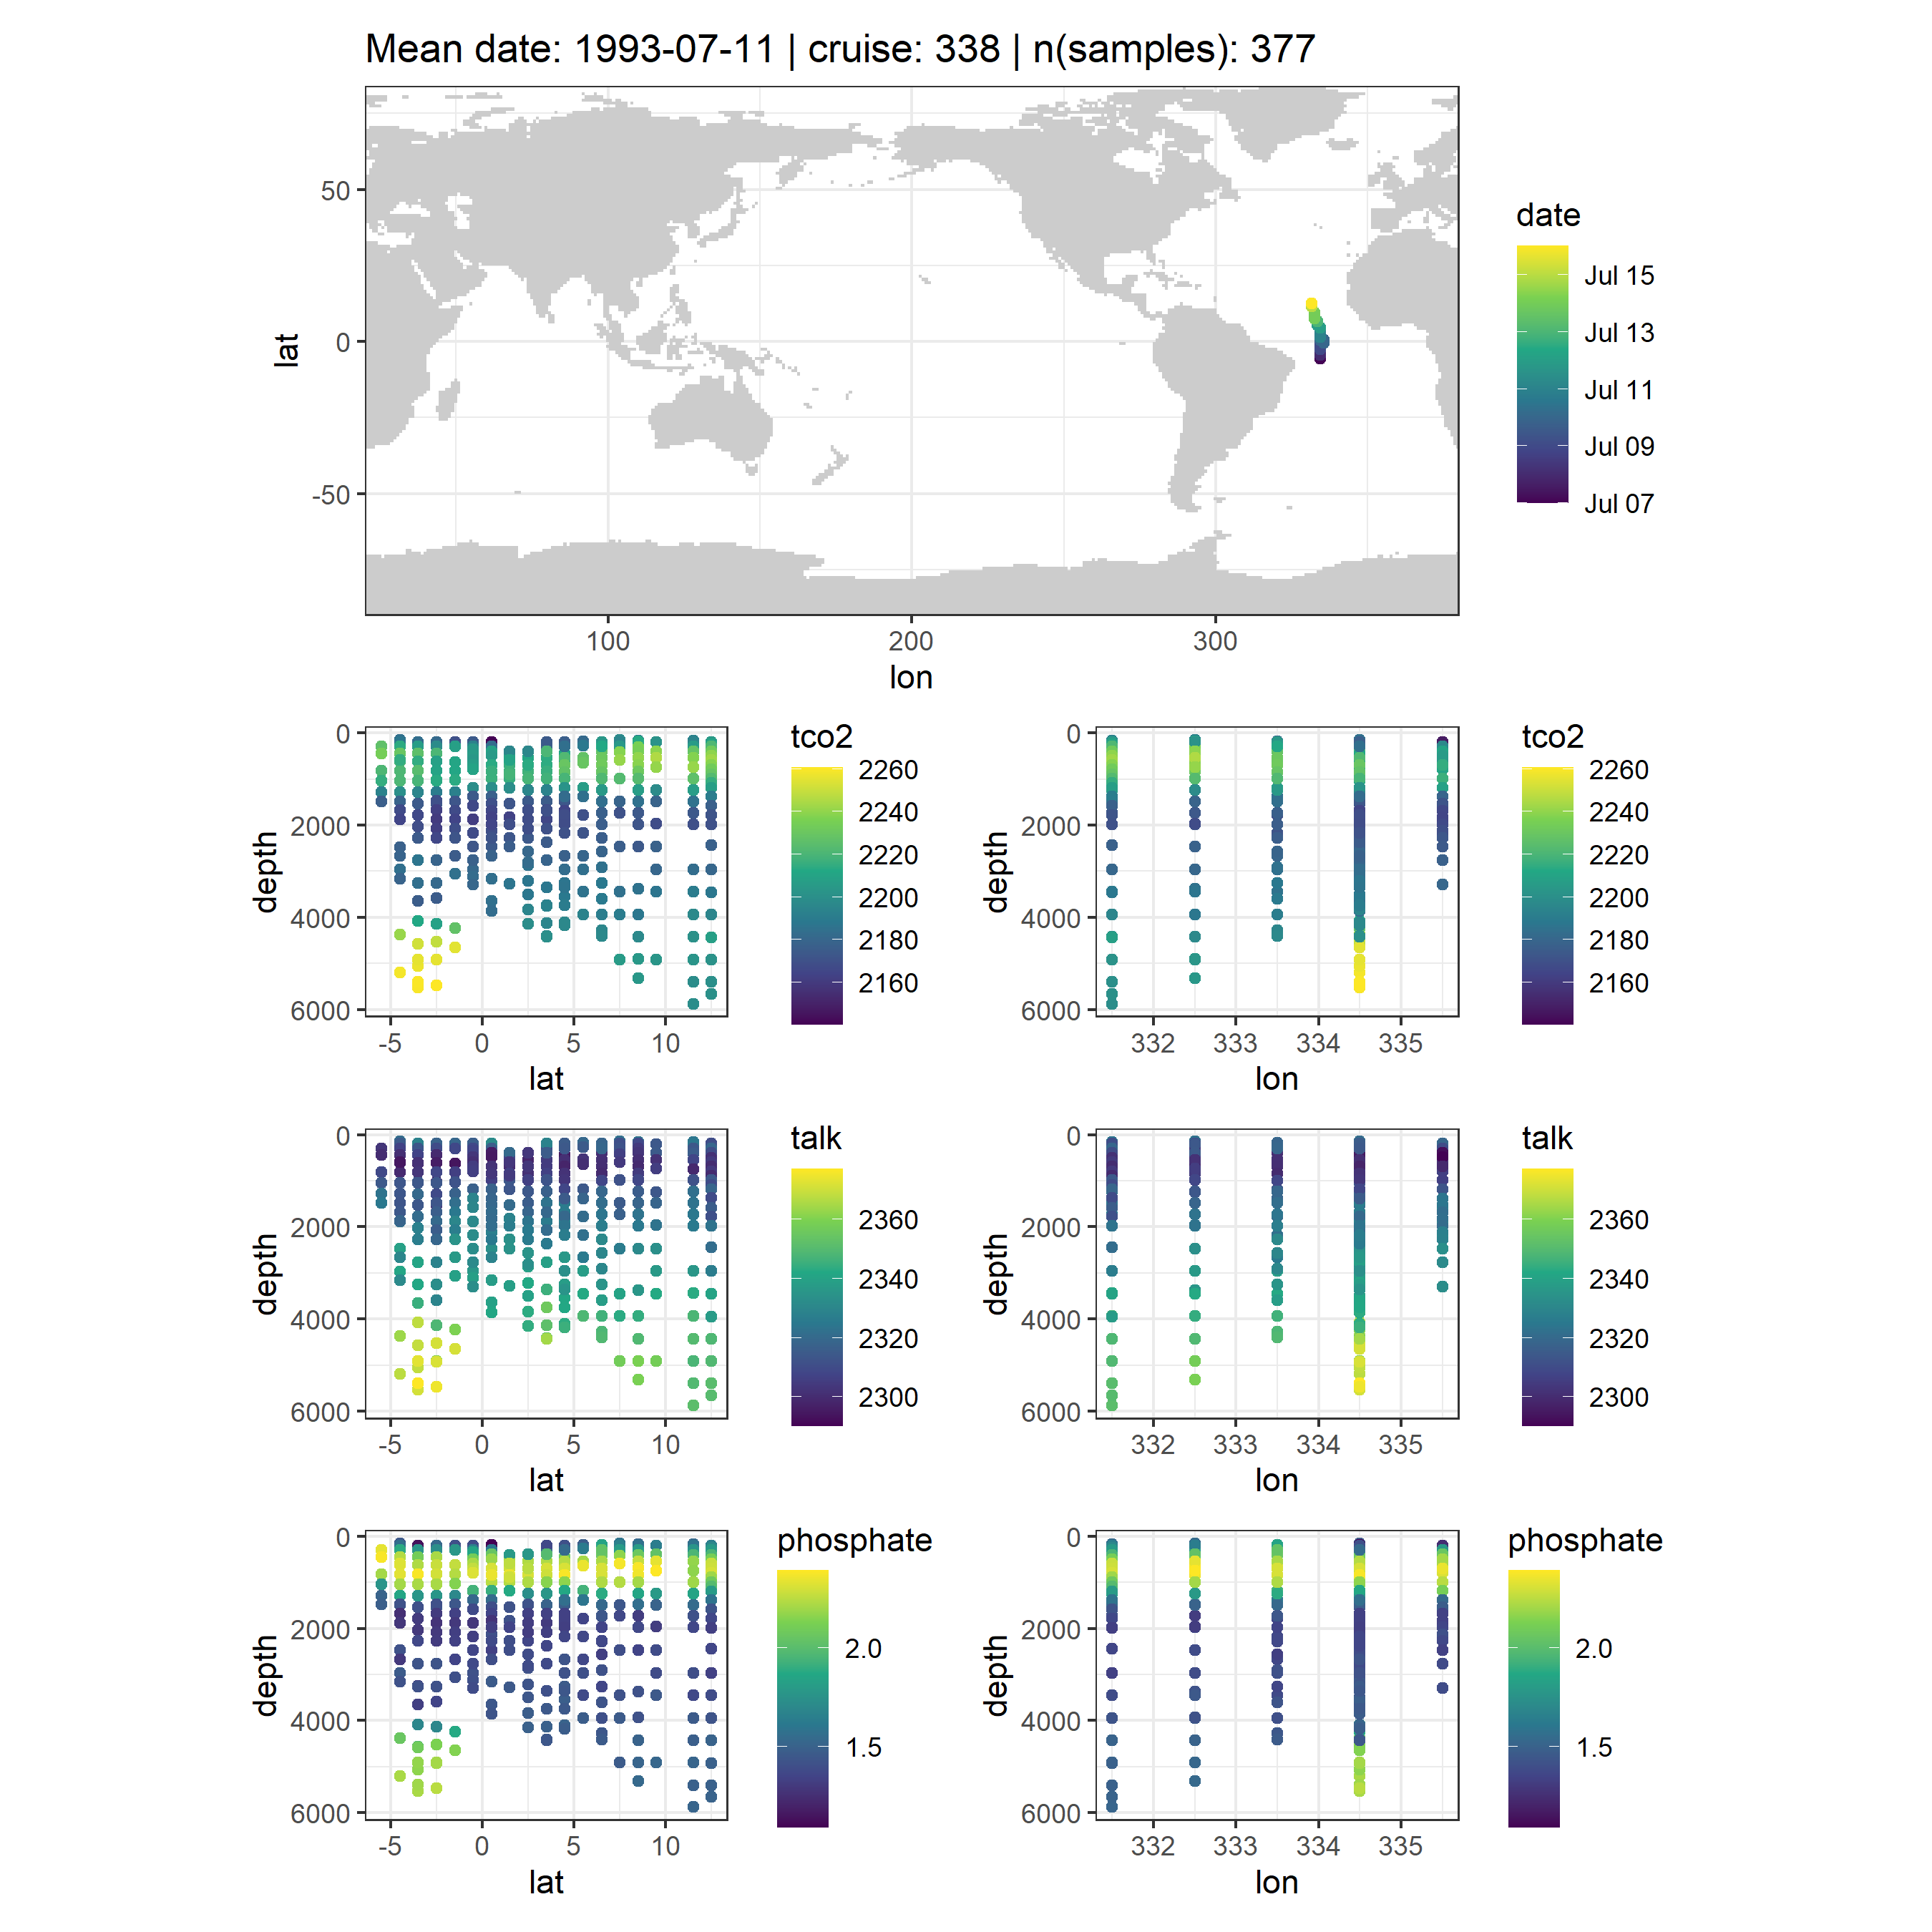 Mean date: 1993-07-11 | cruise: 338 | n(samples): 377
50
0
-50
lat
100
200
300
lon
date
Jul 15
Jul 13
Jul 11
Jul 09
Jul 07
0
2000
4000
6000
depth
-5
0
5
10
lat
tco2
2260
2240
2220
2200
2180
2160
0
2000
4000
6000
depth
332
333
334
335
lon
tco2
2260
2240
2220
2200
2180
2160
0
2000
4000
6000
depth
-5
0
5
10
lat
talk
2360
2340
2320
2300
0
2000
4000
6000
depth
332
333
334
335
lon
talk
2360
2340
2320
2300
0
2000
4000
6000
depth
-5
0
5
10
lat
phosphate
2.0
1.5
0
2000
4000
6000
depth
332
333
334
335
lon
phosphate
2.0
1.5